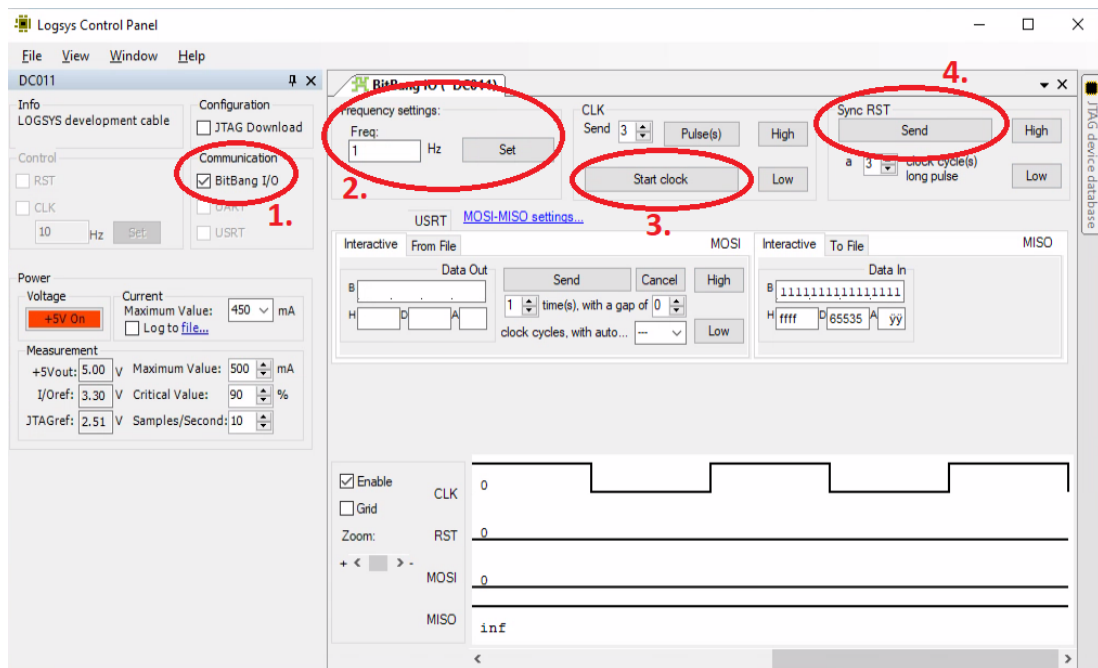 Logsys Control Panel
File View Window Help
DC011
Info
LOGSYS development cable
Configuration
JTAG Download
Control
RST
CLK
10 Hz Set
Communication
BitBang I/O
UART
USRT
1.
Power
Voltage
+5V On
Current
Maximum Value: 450 mA
Log to file...
Measurement
+5Vout: 5.00 V Maximum Value: 500 mA
I/Oref: 3.30 V Critical Value: 90 %
JTAGref: 2.51 V Samples/Second: 10
BitBang IO ( DC011)
Frequency settings:
Freq:
1 Hz Set
2.
CLK
Send 3 Pulse(s) High
Start clock Low
3.
4.
Sync RST
Send High
a 3 clock cycle(s)
long pulse Low
USRT MOSI-MISO settings...
Interactive From File MOSI
Data Out
B
H D A
Send Cancel High
1 time(s), with a gap of 0
clock cycles, with auto... --- Low
Interactive To File MISO
Data In
B 1111111111111111
H ffff D 65535 A ÿÿ
Enable
Grid
Zoom:
+ < > -
CLK 0
RST 0
MOSI 0
MISO inf
JTAG device database